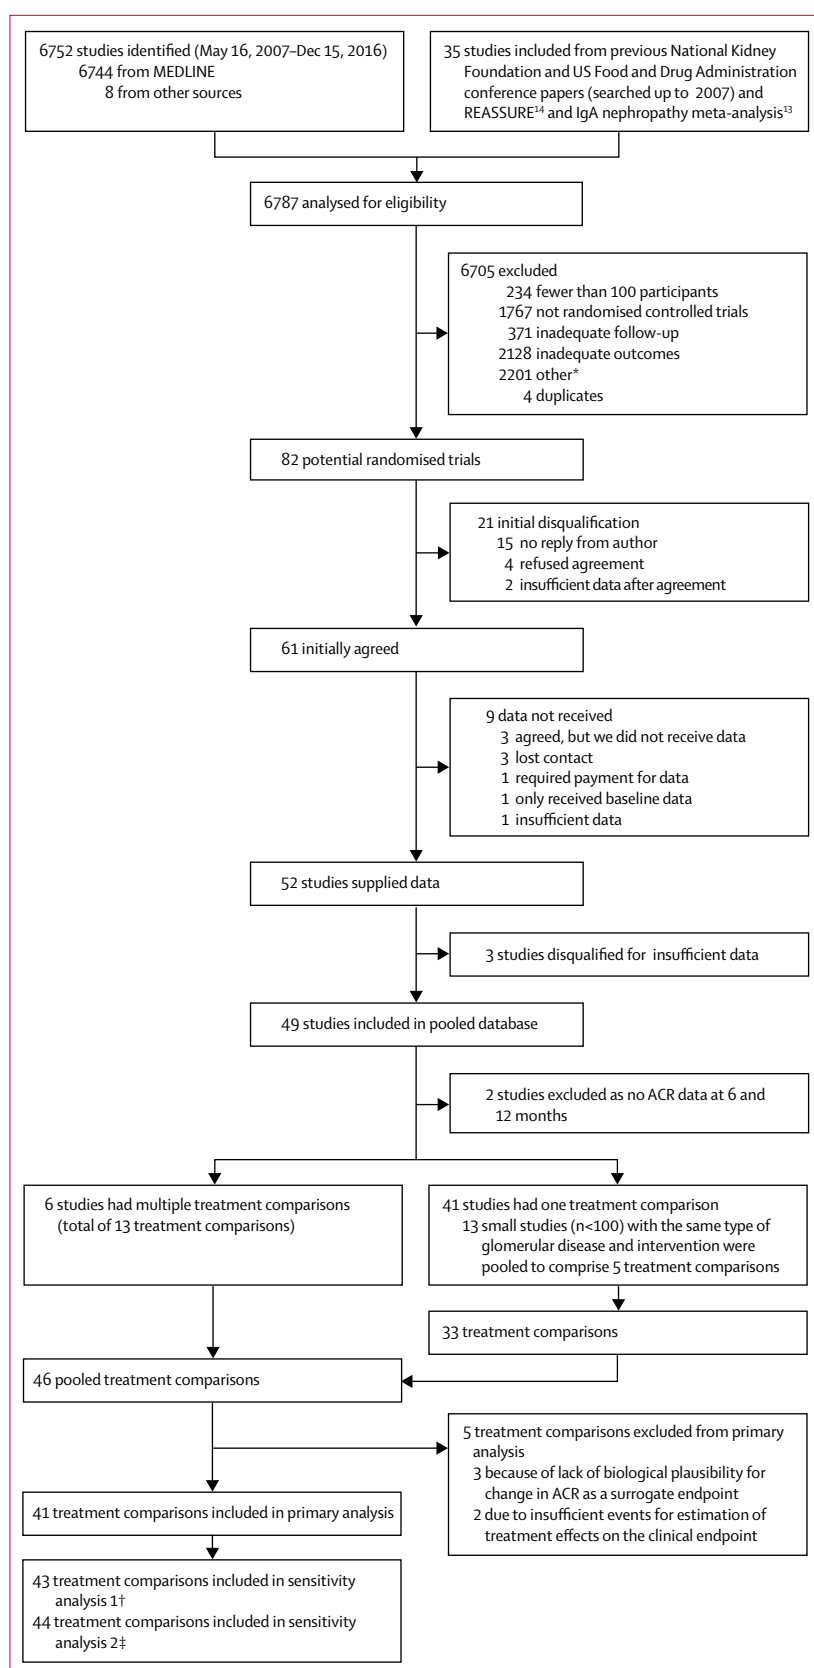 6752 studies identified (May 16, 2007–Dec 15, 2016)
6744 from MEDLINE
8 from other sources
35 studies included from previous National Kidney
Foundation and US Food and Drug Administration
conference papers (searched up to 2007) and
REASSURE¹⁴ and IgA nephropathy meta-analysis¹³
6787 analysed for eligibility
6705 excluded
234 fewer than 100 participants
1767 not randomised controlled trials
371 inadequate follow-up
2128 inadequate outcomes
2201 other*
4 duplicates
82 potential randomised trials
21 initial disqualification
15 no reply from author
4 refused agreement
2 insufficient data after agreement
61 initially agreed
9 data not received
3 agreed, but we did not receive data
3 lost contact
1 required payment for data
1 only received baseline data
1 insufficient data
52 studies supplied data
3 studies disqualified for insufficient data
49 studies included in pooled database
2 studies excluded as no ACR data at 6 and
12 months
6 studies had multiple treatment comparisons
(total of 13 treatment comparisons)
41 studies had one treatment comparison
13 small studies (n<100) with the same type of
glomerular disease and intervention were
pooled to comprise 5 treatment comparisons
33 treatment comparisons
46 pooled treatment comparisons
5 treatment comparisons excluded from primary
analysis
3 because of lack of biological plausibility for
change in ACR as a surrogate endpoint
2 due to insufficient events for estimation of
treatment effects on the clinical endpoint
41 treatment comparisons included in primary analysis
43 treatment comparisons included in sensitivity
analysis 1†
44 treatment comparisons included in sensitivity
analysis 2‡